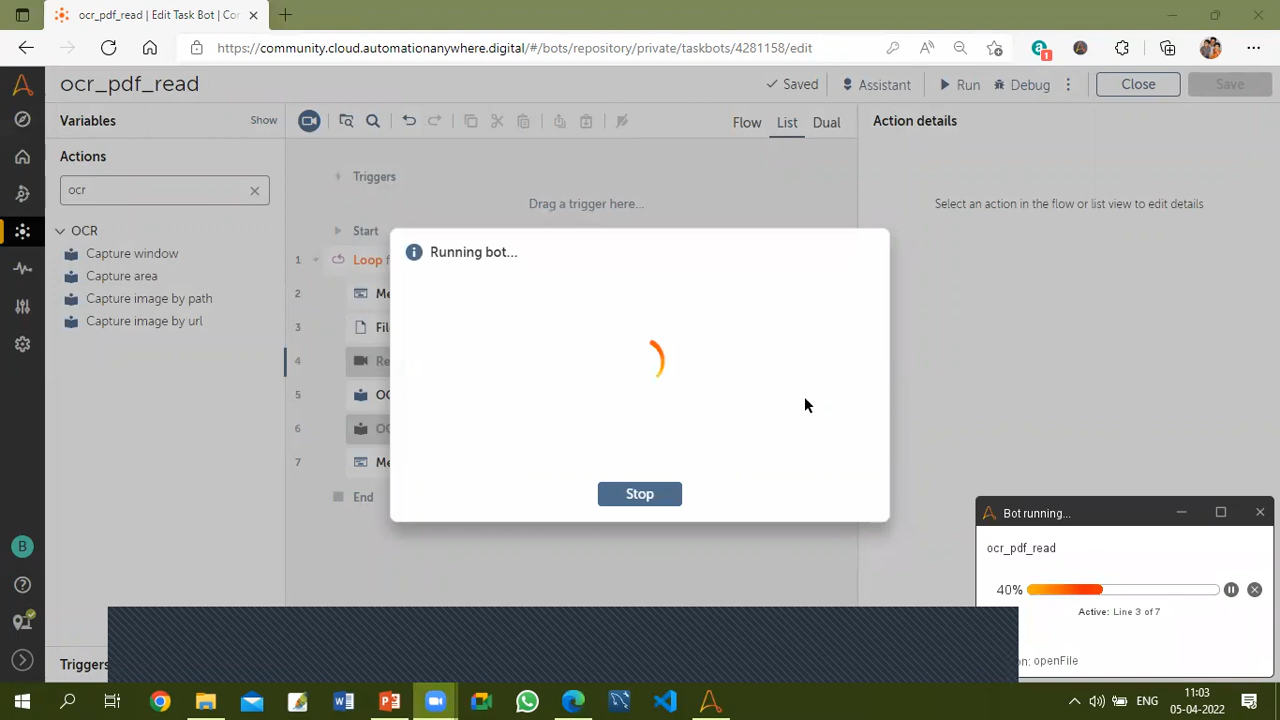 ocr_pdf_read | Edit Task Bot | Co
https://community.cloud.automationanywhere.digital/#/bots/repository/private/taskbots/4281158/edit
1
ocr_pdf_read
Saved
Assistant
Run
Debug
Close
Save
Variables
Show
Flow
List
Dual
Action details
Actions
ocr
Triggers
Drag a trigger here...
Select an action in the flow or list view to edit details
OCR
Start
Capture window
Capture area
Capture image by path
Capture image by url
1
Loop
2
3
4
5
6
7
End
Running bot...
Stop
Bot running...
ocr_pdf_read
40%
Active: Line 3 of 7
openFile
B
Triggers
ENG
11:03
05-04-2022